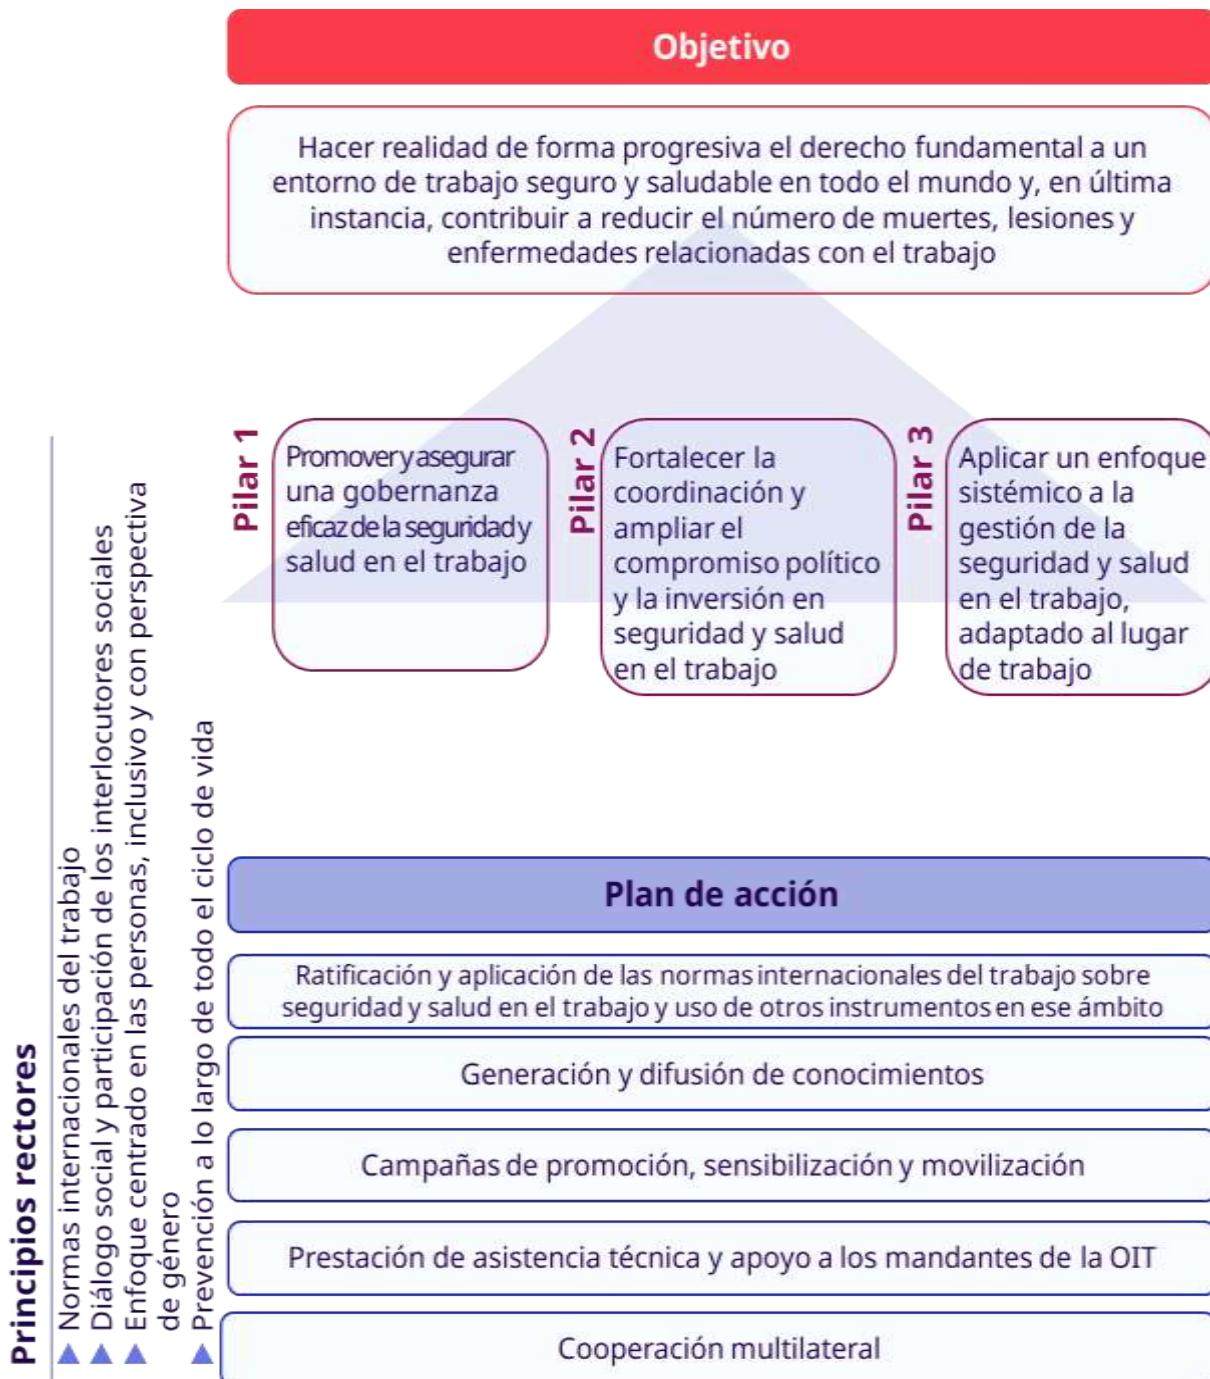 Objetivo
Hacer realidad de forma progresiva el derecho fundamental a un
entorno de trabajo seguro y saludable en todo el mundo y, en última
instancia, contribuir a reducir el número de muertes, lesiones y
enfermedades relacionadas con el trabajo
Pilar 1
Promover y asegurar
una gobernanza
eficaz de la seguridad y
salud en el trabajo
Pilar 2
Fortalecer la
coordinación y
ampliar el
compromiso político
y la inversión en
seguridad y salud
en el trabajo
Pilar 3
Aplicar un enfoque
sistémico a la
gestión de la
seguridad y salud
en el trabajo,
adaptado al lugar
de trabajo
Principios rectores
Normas internacionales del trabajo
Diálogo social y participación de los interlocutores sociales
Enfoque centrado en las personas, inclusivo y con perspectiva
de género
Prevención a lo largo de todo el ciclo de vida
Plan de acción
Ratificación y aplicación de las normas internacionales del trabajo sobre
seguridad y salud en el trabajo y uso de otros instrumentos en ese ámbito
Generación y difusión de conocimientos
Campañas de promoción, sensibilización y movilización
Prestación de asistencia técnica y apoyo a los mandantes de la OIT
Cooperación multilateral